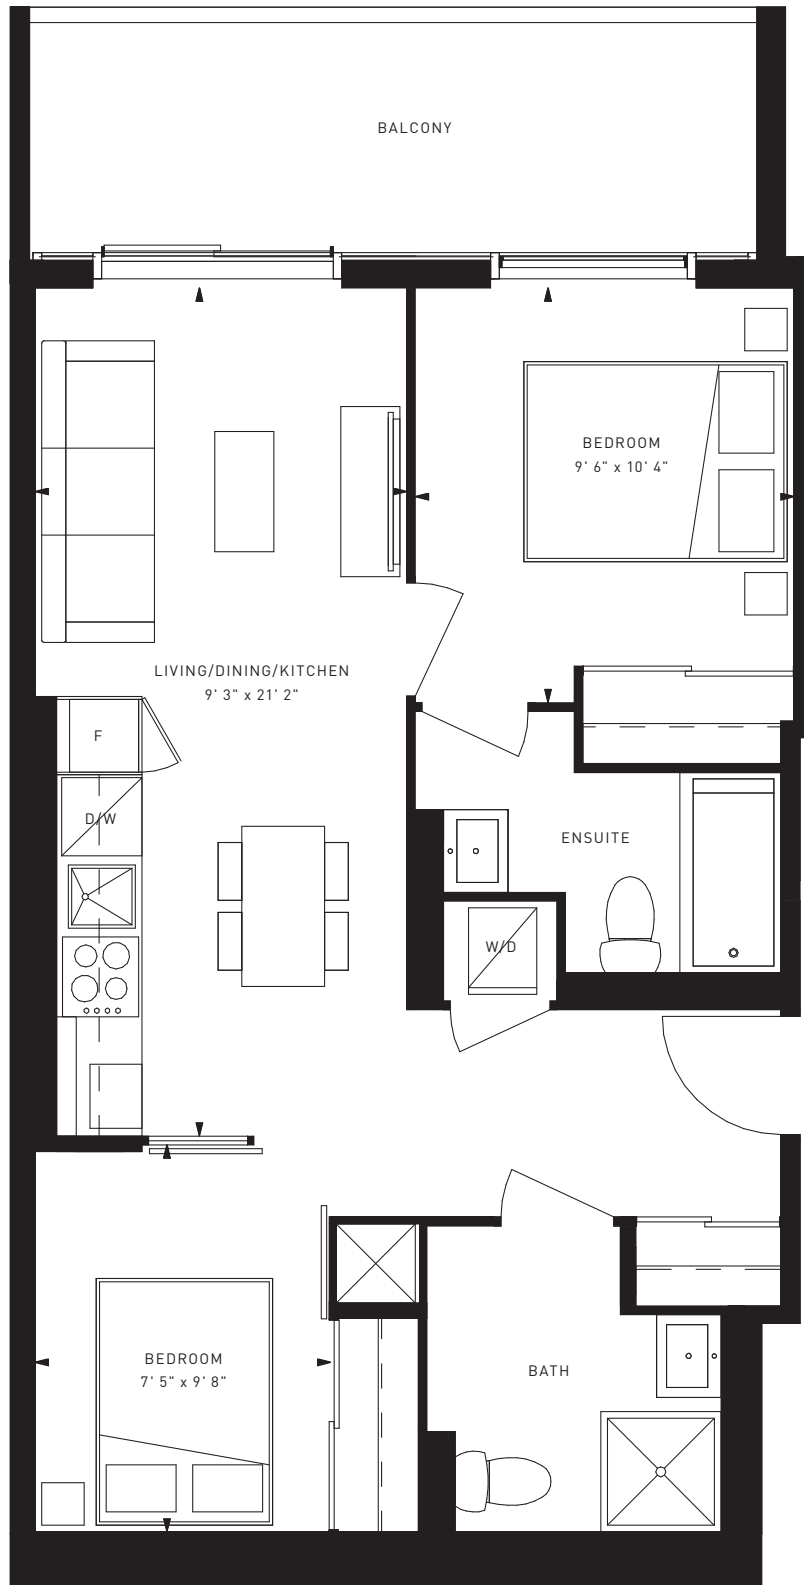 BALCONY
BEDROOM
9' 6" x 10' 4"
LIVING/DINING/KITCHEN
9' 3" x 21' 2"
F
D/W
ENSUITE
W/D
BEDROOM
7' 5" x 9' 8"
BATH